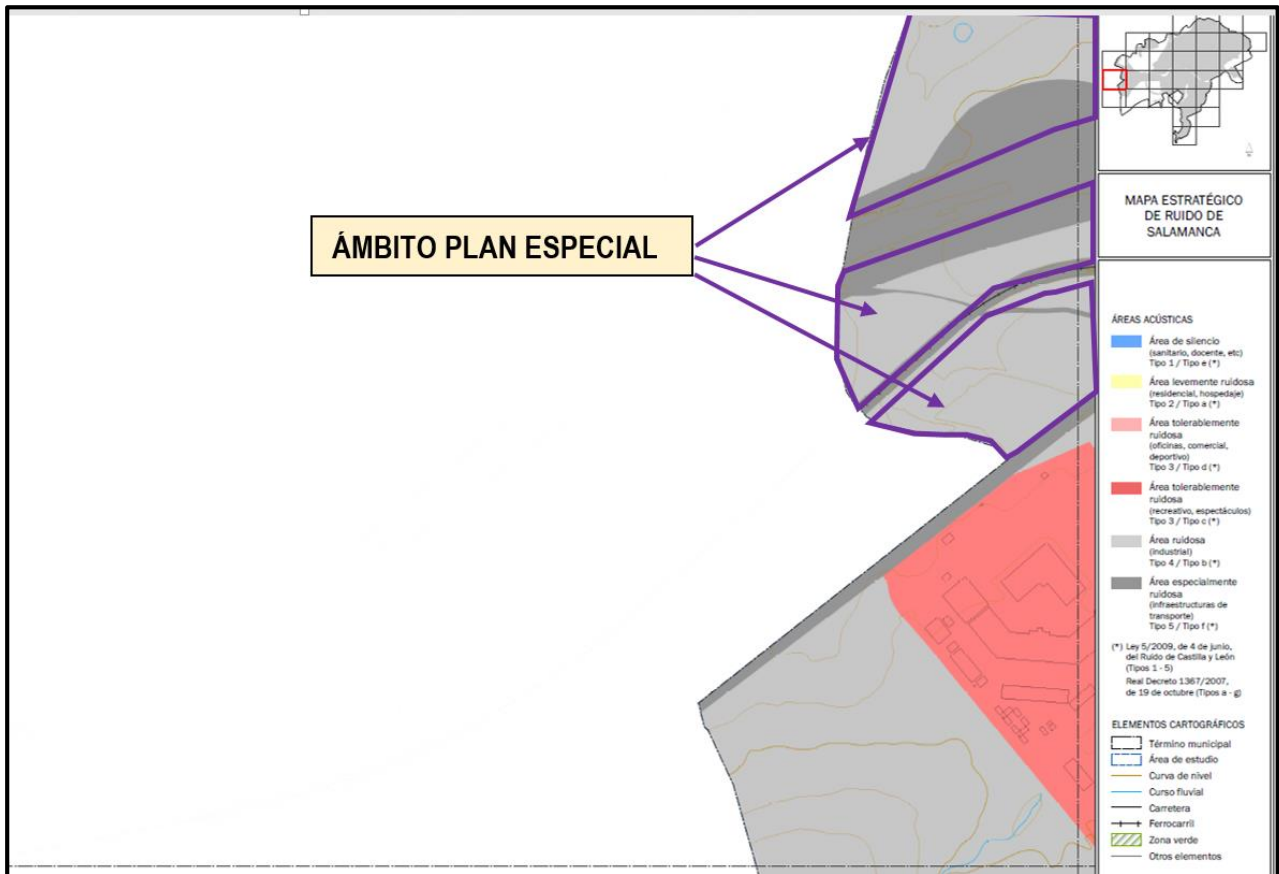 ÁMBITO PLAN ESPECIAL
MAPA ESTRATÉGICO
DE RUIDO DE
SALAMANCA
ÁREAS ACÚSTICAS
Área de silencio
(sanitario, docente, etc)
Tipo 1 / Tipo e (*)
Área levemente ruidosa
(residencial, hospedaje)
Tipo 2 / Tipo a (*)
Área tolerablemente
ruidosa
(oficinas, comercial,
deportivo)
Tipo 3 / Tipo d (*)
Área tolerablemente
ruidosa
(recreativo, espectáculos)
Tipo 3 / Tipo c (*)
Área ruidosa
(industrial)
Tipo 4 / Tipo b (*)
Área especialmente
ruidosa
(infraestructuras de
transporte)
Tipo 5 / Tipo f (*)
(*) Ley 5/2009, de 4 de junio,
del Ruido de Castilla y León
(Tipos 1 - 5)
Real Decreto 1367/2007,
de 19 de octubre (Tipos a - g)
ELEMENTOS CARTOGRÁFICOS
Término municipal
Área de estudio
Curva de nivel
Curso fluvial
Carretera
Ferrocarril
Zona verde
Otros elementos